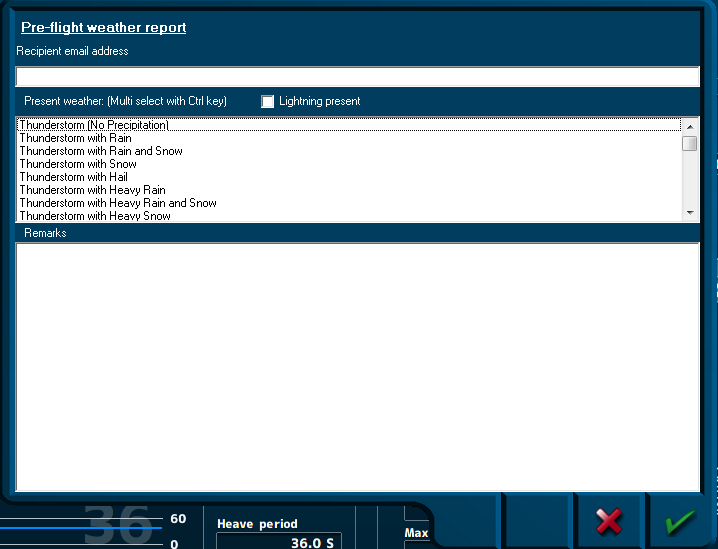 Pre-flight weather report
Recipient email address
Present weather: (Multi select with Ctrl key)
Lightning present
Thunderstorm (No Precipitation)
Thunderstorm with Rain
Thunderstorm with Rain and Snow
Thunderstorm with Snow
Thunderstorm with Hail
Thunderstorm with Heavy Rain
Thunderstorm with Heavy Rain and Snow
Thunderstorm with Heavy Snow
Remarks
36
60
0
Heave period
36.0 S
Max